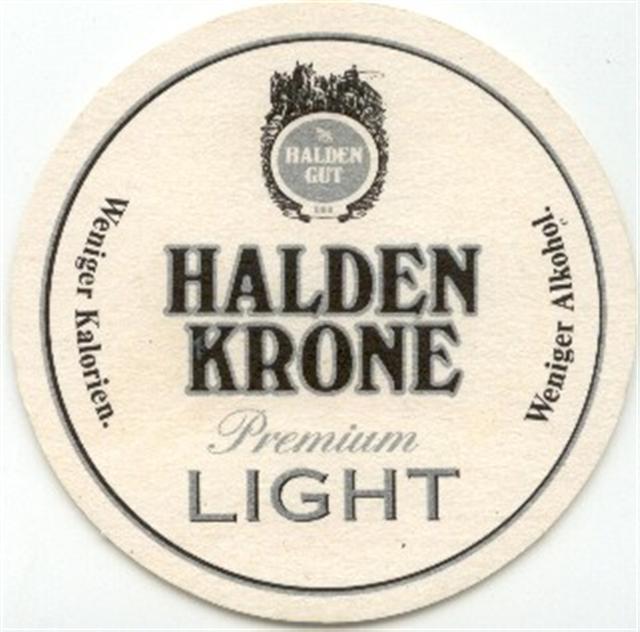 HALDEN
GUT
HALDEN
KRONE
Premium
LIGHT
Weniger Kalorien.
Weniger Alkohol.